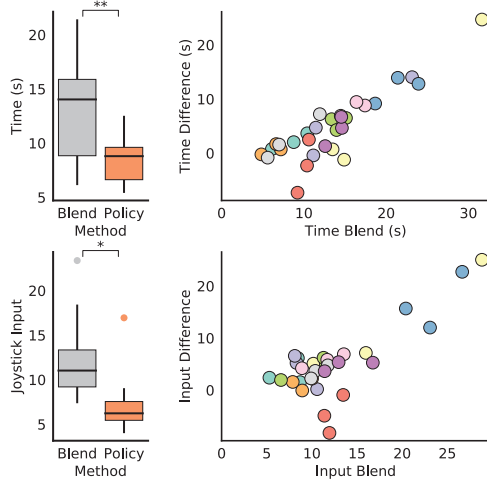 **
20
15
10
5
Time (s)
Blend Policy
Method
20
10
0
Time Difference (s)
0 10 20 30
Time Blend (s)
*
20
15
10
5
Joystick Input
Blend Policy
Method
20
10
0
Input Difference
5 10 15 20 25
Input Blend